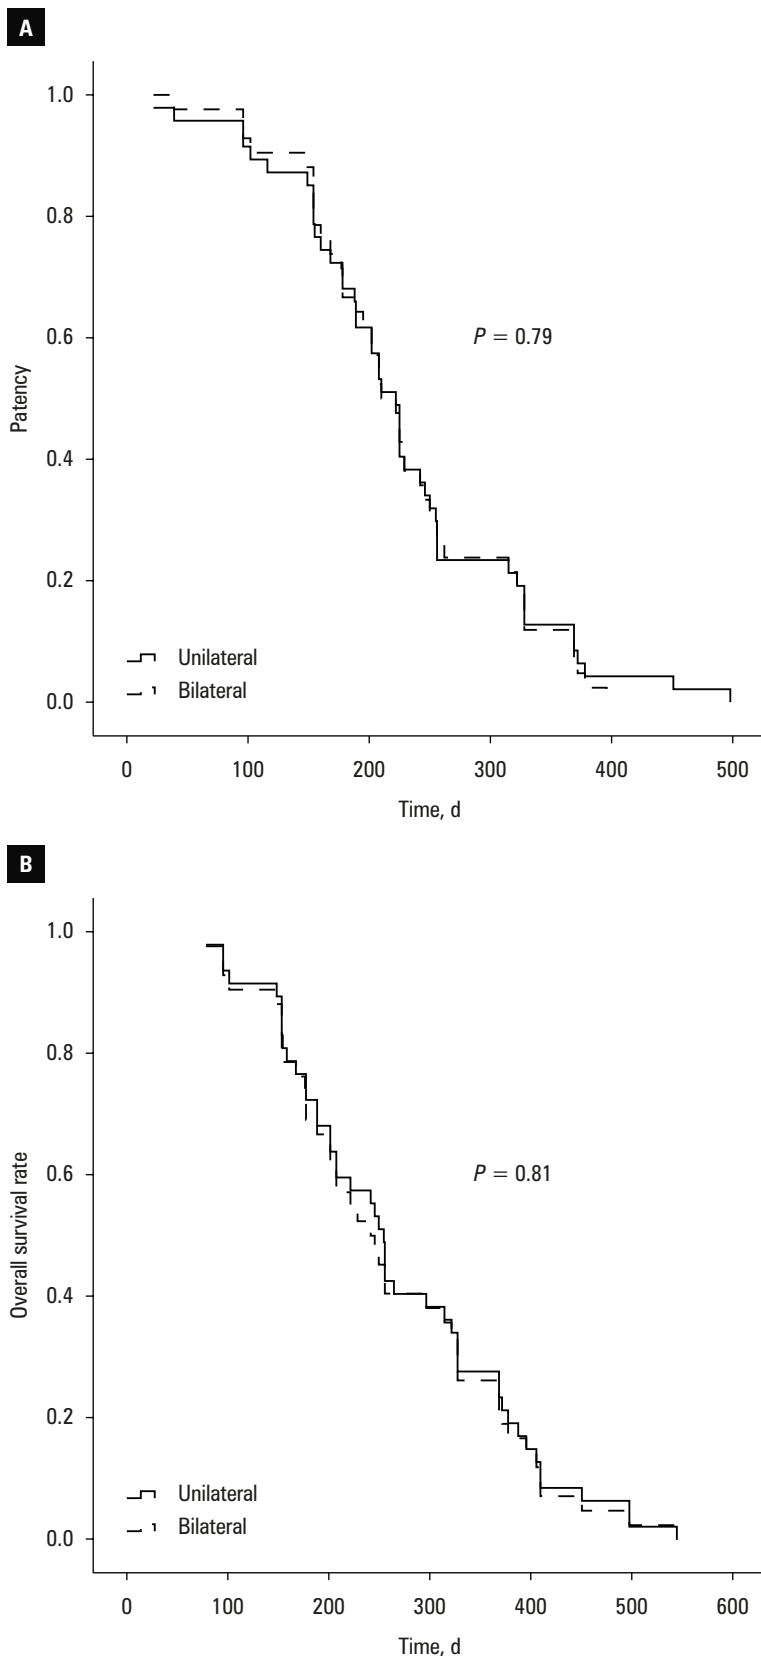 A
1.0
0.8
0.6
0.4
0.2
0.0
Patency
P = 0.79
Unilateral
Bilateral
0 100 200 300 400 500
Time, d
B
1.0
0.8
0.6
0.4
0.2
0.0
Overall survival rate
P = 0.81
Unilateral
Bilateral
0 100 200 300 400 500 600
Time, d